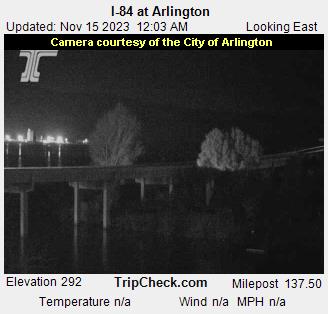 I-84 at Arlington
Updated: Nov 15 2023 12:03 AM Looking East
Camera courtesy of the City of Arlington
Elevation 292 TripCheck.com Milepost 137.50
Temperature n/a Wind n/a MPH n/a